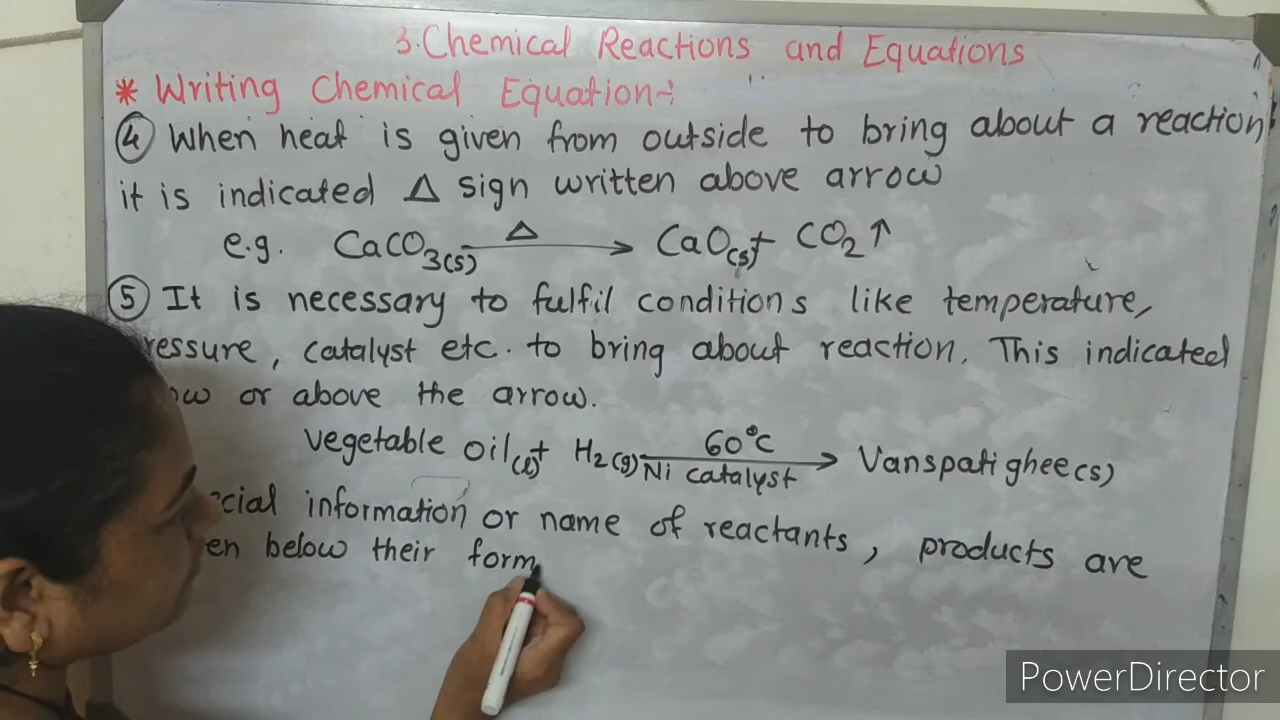 3. Chemical Reactions and Equations
* Writing Chemical Equation:-
④ When heat is given from outside to bring about a reaction
it is indicated Δ sign written above arrow
e.g. CaCO₃(s) —Δ→ CaO(s) + CO₂↑
⑤ It is necessary to fulfil conditions like temperature,
ressure, catalyst etc. to bring about reaction. This indicated
ow or above the arrow.
60°C
Vegetable oil(l) + H₂(g) ⟶ Vanspati ghee(s)
Ni catalyst
cial information or name of reactants, products are
en below their form
PowerDirector